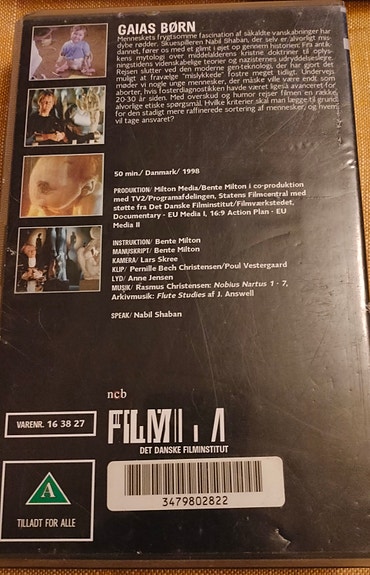 GAIAS BØRN
Menneskets frygtsomme fascination af såkaldte vanskabninger har
dybe rødder. Skuespilleren Nabil Shaban, der selv er alvorligt mis-
dannet, fører os med et glimt i øjet op gennem historien: Fra antik-
kens mytologi over middelalderens kristne doktriner til oplys-
ningstidens videnskabelige teorier og nazisternes udryddelseslejre.
Rejsen slutter ved den moderne gen-teknologi, der har gjort det
muligt at fravælge "mislykkede" fostre meget tidligt. Undervejs
møder vi nogle unge mennesker, der måske ville være endt som
aborter, hvis fosterdiagnostikken havde været ligeså avanceret for
20-30 år siden. Med overskud og humor rejser filmen en række
alvorlige etiske spørgsmål. Hvilke kriterier skal man lægge til grund
for den stadigt mere raffinerede sortering af mennesker, og hvem
vil tage ansvaret?
50 min./ Danmark/ 1998
PRODUKTION/ Milton Media/Bente Milton i co-produktion
med TV2/Programafdelingen, Statens Filmcentral med
støtte fra Det Danske Filminstitut/Filmværkstedet,
Documentary - EU Media I, 16:9 Action Plan - EU
Media II
INSTRUKTION/ Bente Milton
MANUSKRIPT/ Bente Milton
KAMERA/ Lars Skree
KLIP/ Pernille Bech Christensen/Poul Vestergaard
LYD/ Anne Jensen
MUSIK/ Rasmus Christensen: Nobius Nartus 1 - 7,
Arkivmusik: Flute Studies af J. Answell
SPEAK/ Nabil Shaban
ncb
VARENR. 16 38 27
DET DANSKE FILMINSTITUT
A
TILLADT FOR ALLE
3479802822